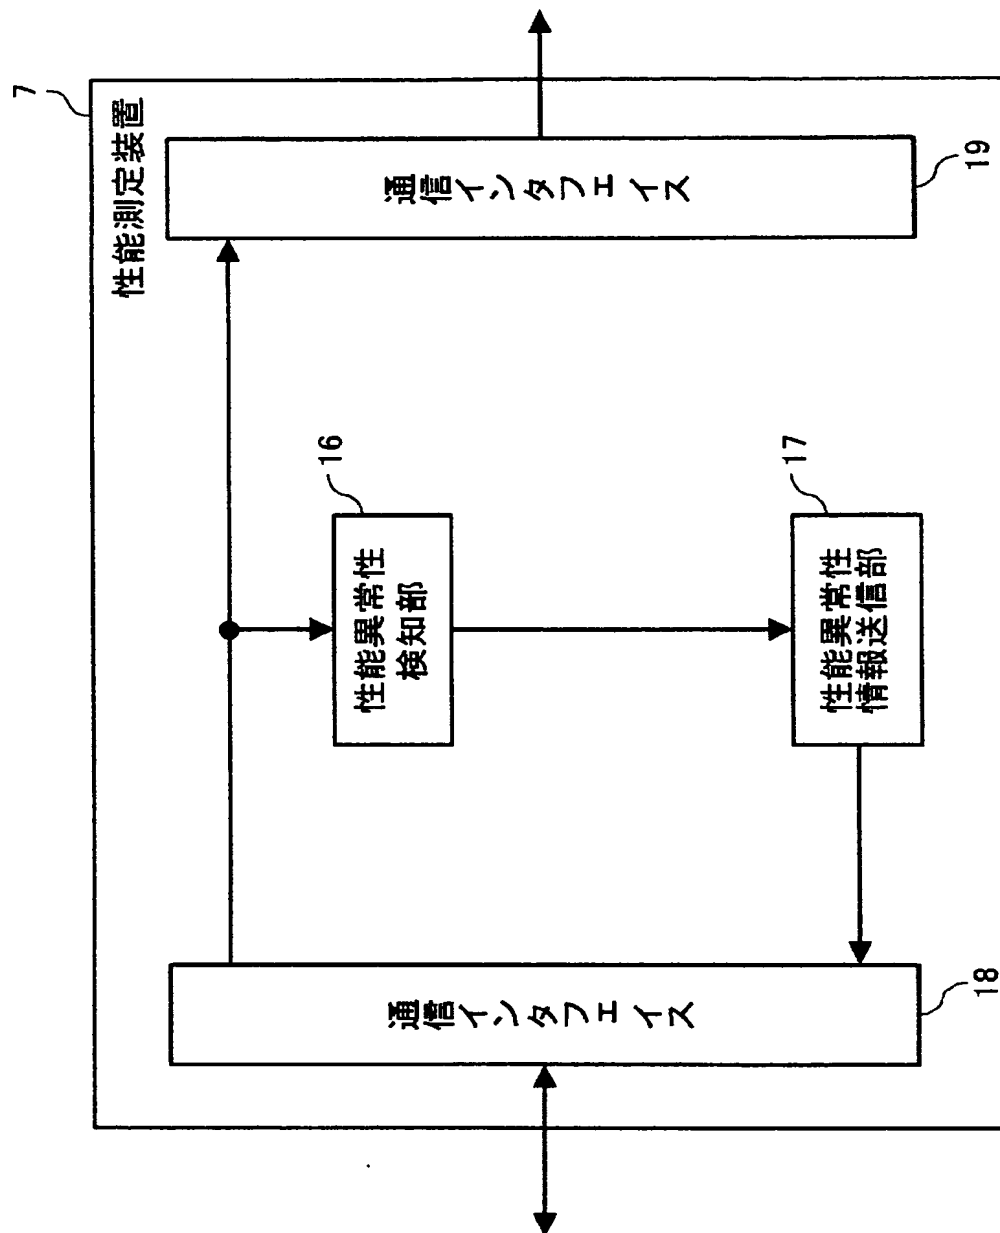 7
性能測定装置
通信インタフェイス
19
16
性能異常性
検知部
17
性能異常性
情報送信部
通信インタフェイス
18